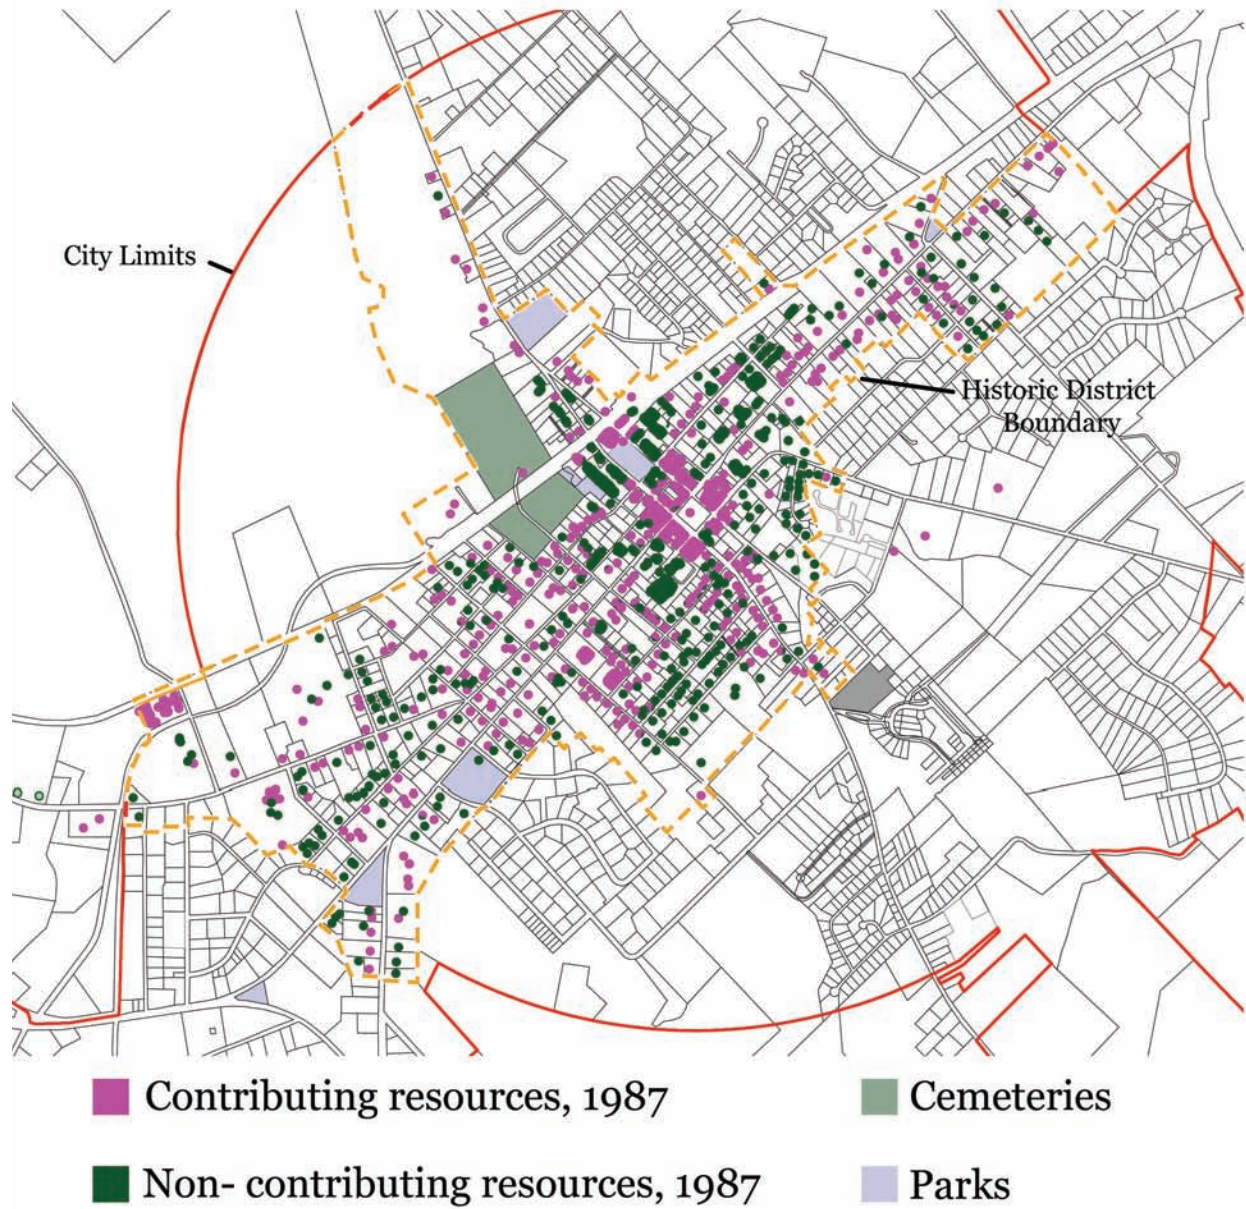 City Limits
Historic District
Boundary
Contributing resources, 1987
Cemeteries
Non- contributing resources, 1987
Parks